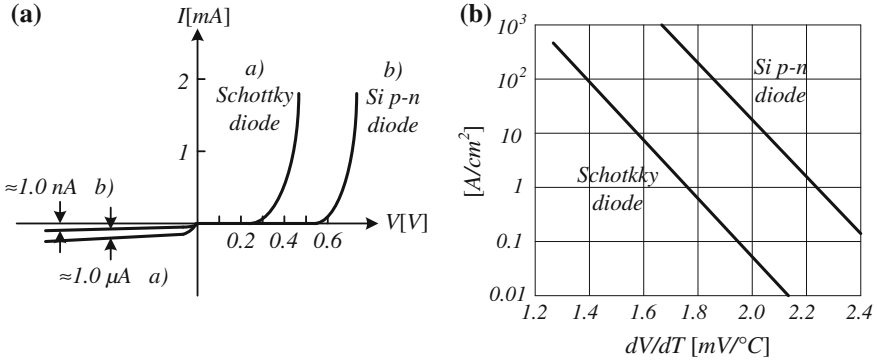 (a)
I[mA]
2
1
a)
Schottky
diode
b)
Si p-n
diode
≈1.0 nA b)
≈1.0 μA a)
0.2 0.4 0.6
V[V]
(b)
[A/cm²]
10³
10²
10
1
0.1
0.01
Si p-n
diode
Schotkky
diode
1.2 1.4 1.6 1.8 2.0 2.2 2.4
dV/dT [mV/°C]